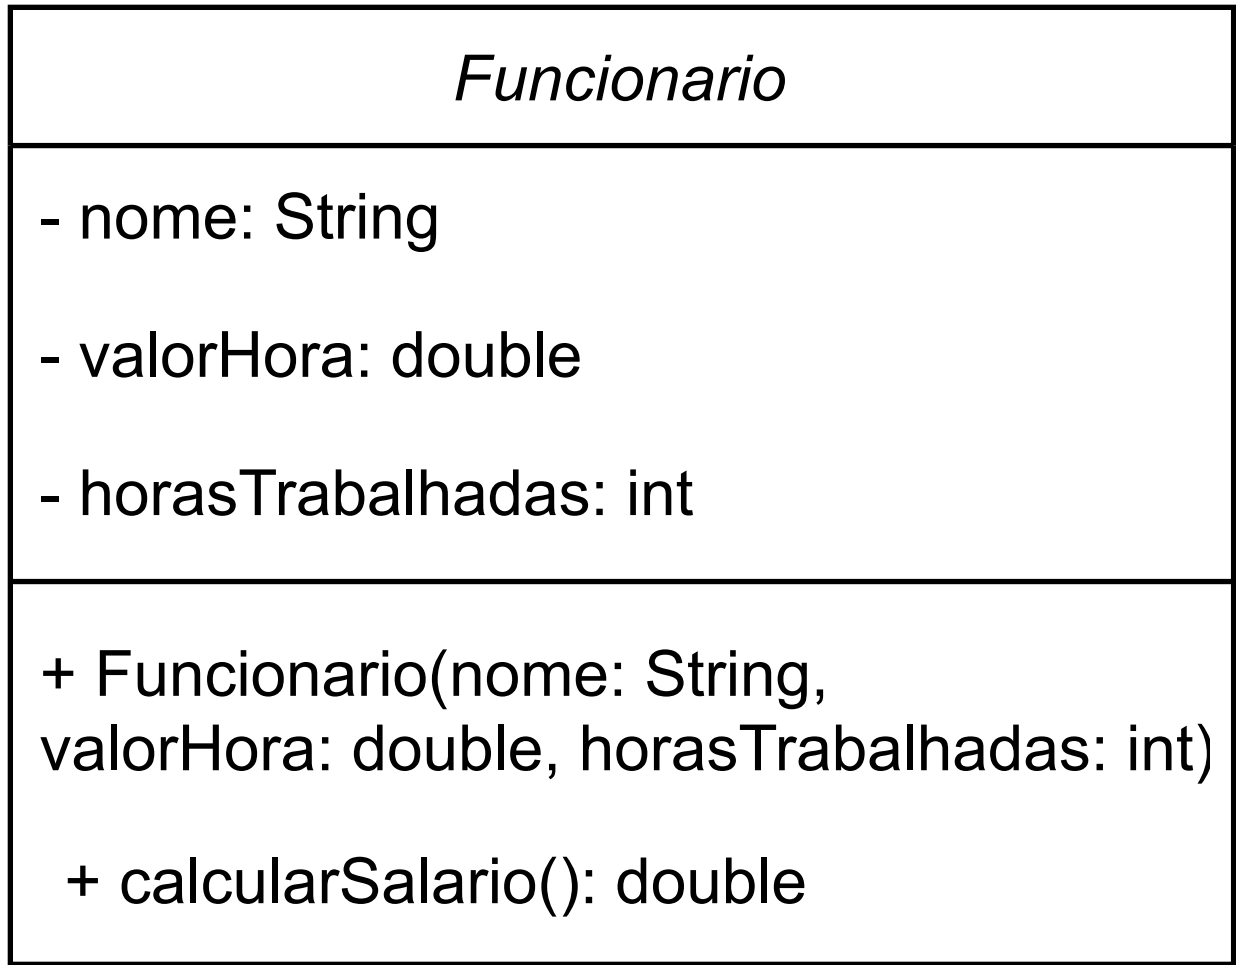 Funcionario
- nome: String
- valorHora: double
- horasTrabalhadas: int
+ Funcionario(nome: String,
valorHora: double, horasTrabalhadas: int)
+ calcularSalario(): double